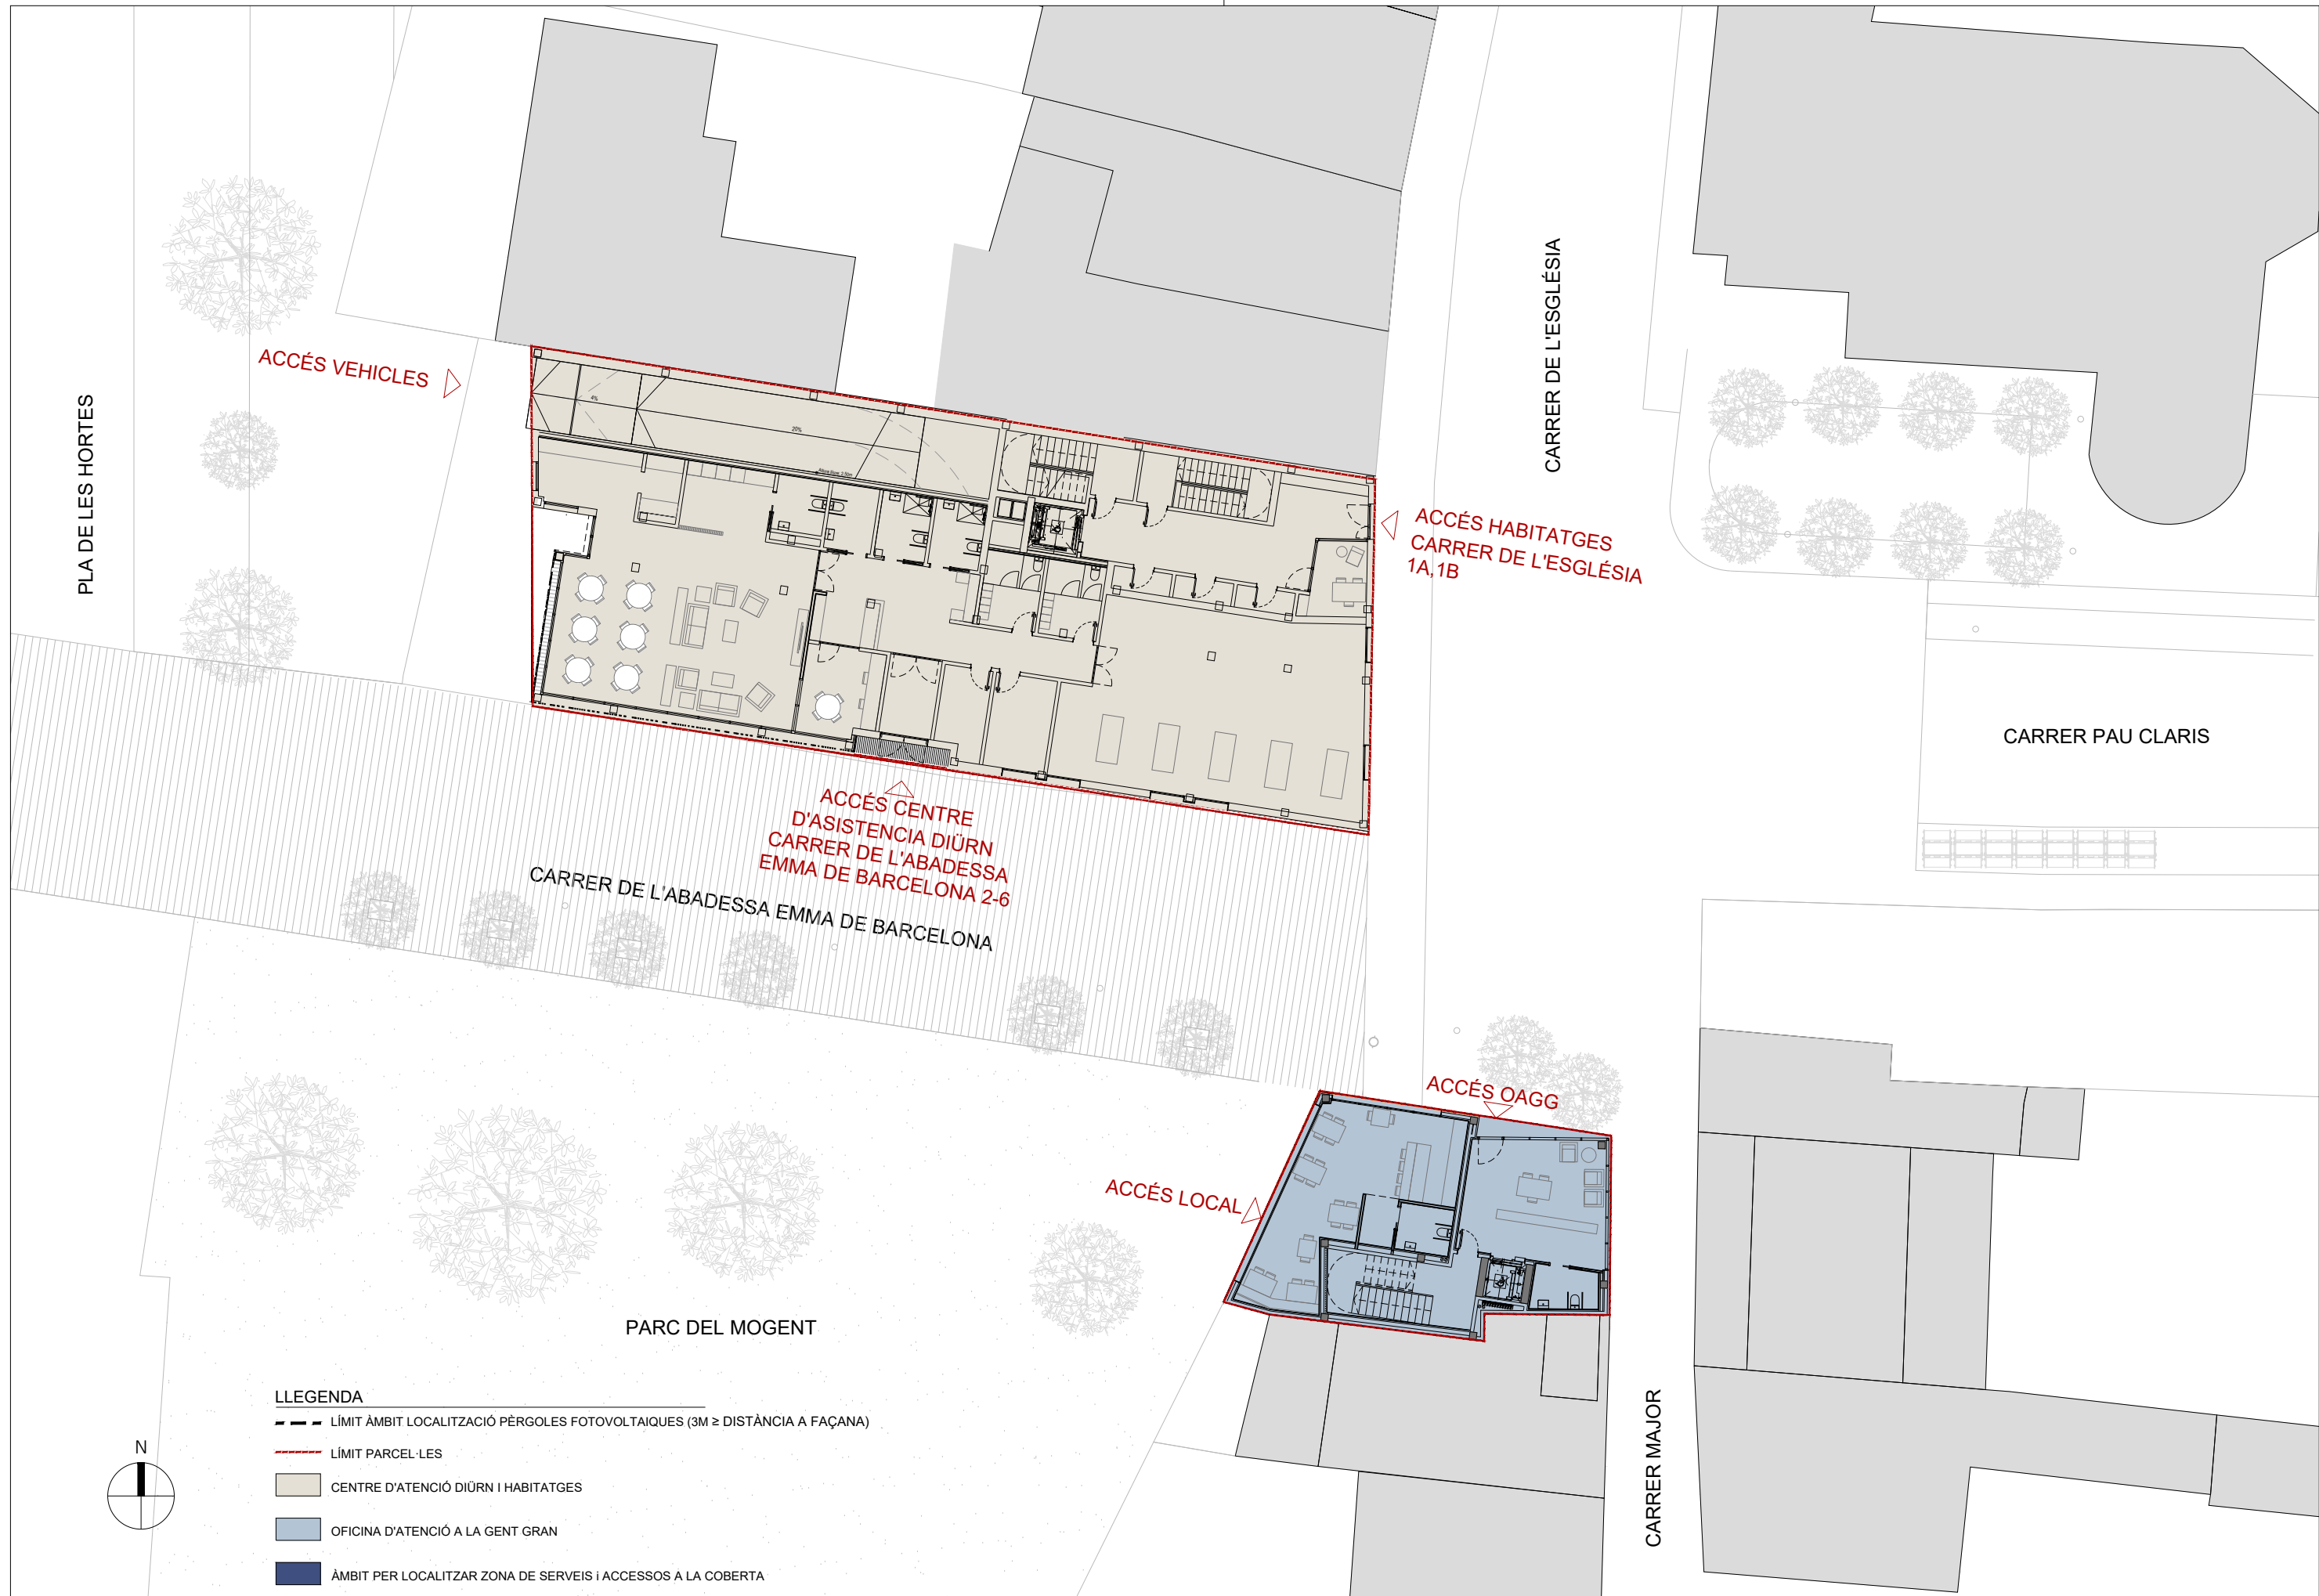 CARRER DE L'ESGLÉSIA
ACCÉS VEHICLES
PLA DE LES HORTES
4%
20%
ACCÉS HABITATGES
CARRER DE L'ESGLÉSIA
1A,1B
CARRER PAU CLARIS
ACCÉS CENTRE
D'ASISTENCIA DIÜRN
CARRER DE L'ABADESSA
EMMA DE BARCELONA 2-6
CARRER DE L'ABADESSA EMMA DE BARCELONA
ACCÉS OAGG
ACCÉS LOCAL
PARC DEL MOGENT
CARRER MAJOR
LLEGENDA
LÍMIT ÀMBIT LOCALITZACIÓ PÈRGOLES FOTOVOLTAIQUES (3M ≥ DISTÀNCIA A FAÇANA)
LÍMIT PARCEL·LES
CENTRE D'ATENCIÓ DIÜRN I HABITATGES
OFICINA D'ATENCIÓ A LA GENT GRAN
ÀMBIT PER LOCALITZAR ZONA DE SERVEIS i ACCESSOS A LA COBERTA
N